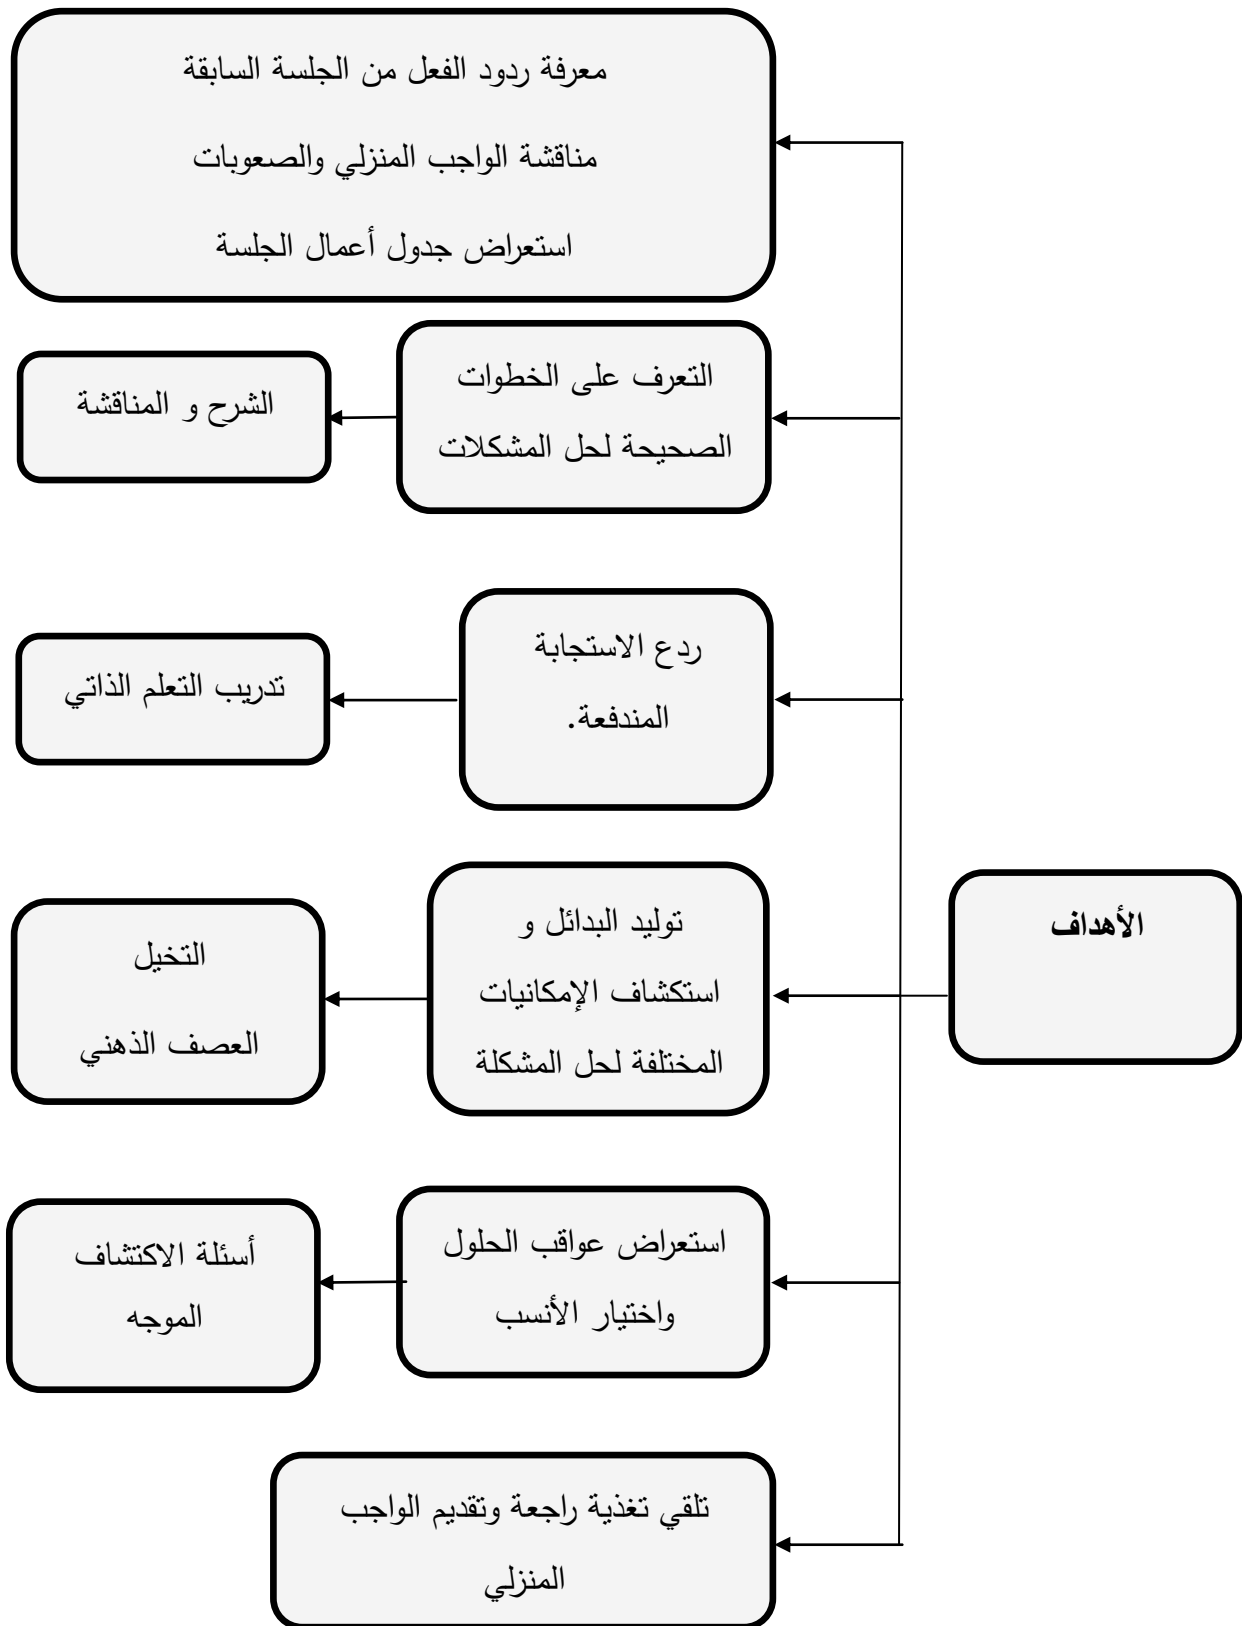 معرفة ردود الفعل من الجلسة السابقة
مناقشة الواجب المنزلي والصعوبات
استعراض جدول أعمال الجلسة
التعرف على الخطوات
الصحيحة لحل المشكلات
الشرح و المناقشة
ردع الاستجابة
المندفعة.
تدريب التعلم الذاتي
الأهداف
توليد البدائل و
استكشاف الإمكانيات
المختلفة لحل المشكلة
التخيل
العصف الذهني
استعراض عواقب الحلول
واختيار الأنسب
أسئلة الاكتشاف
الموجه
تلقي تغذية راجعة وتقديم الواجب
المنزلي